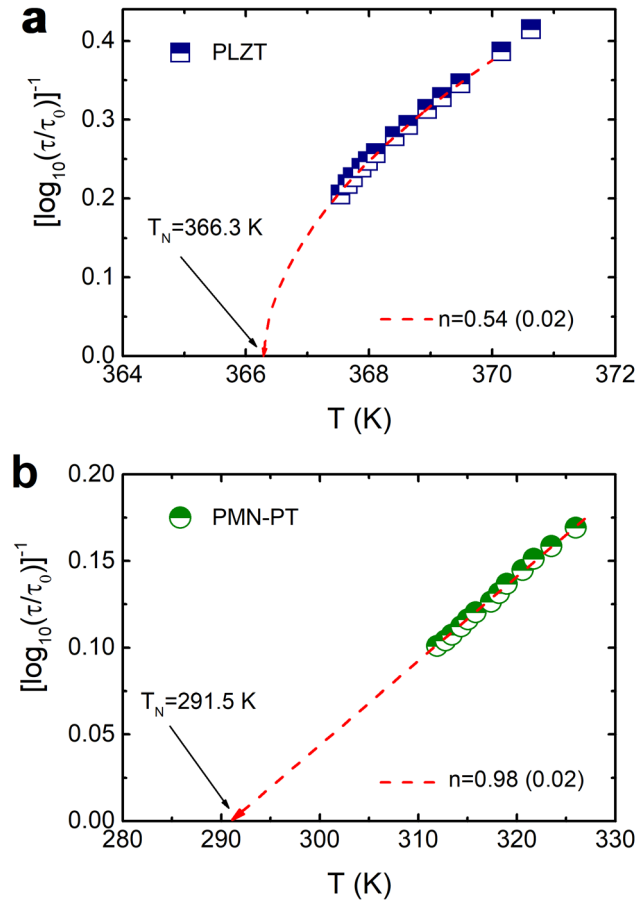 a
PLZT
0.4
0.3
0.2
0.1
0.0
[log₁₀(τ/τ₀)]⁻¹
T_N=366.3 K
n=0.54 (0.02)
364 366 368 370 372
T (K)
b
PMN-PT
0.20
0.15
0.10
0.05
0.00
[log₁₀(τ/τ₀)]⁻¹
T_N=291.5 K
n=0.98 (0.02)
280 290 300 310 320 330
T (K)